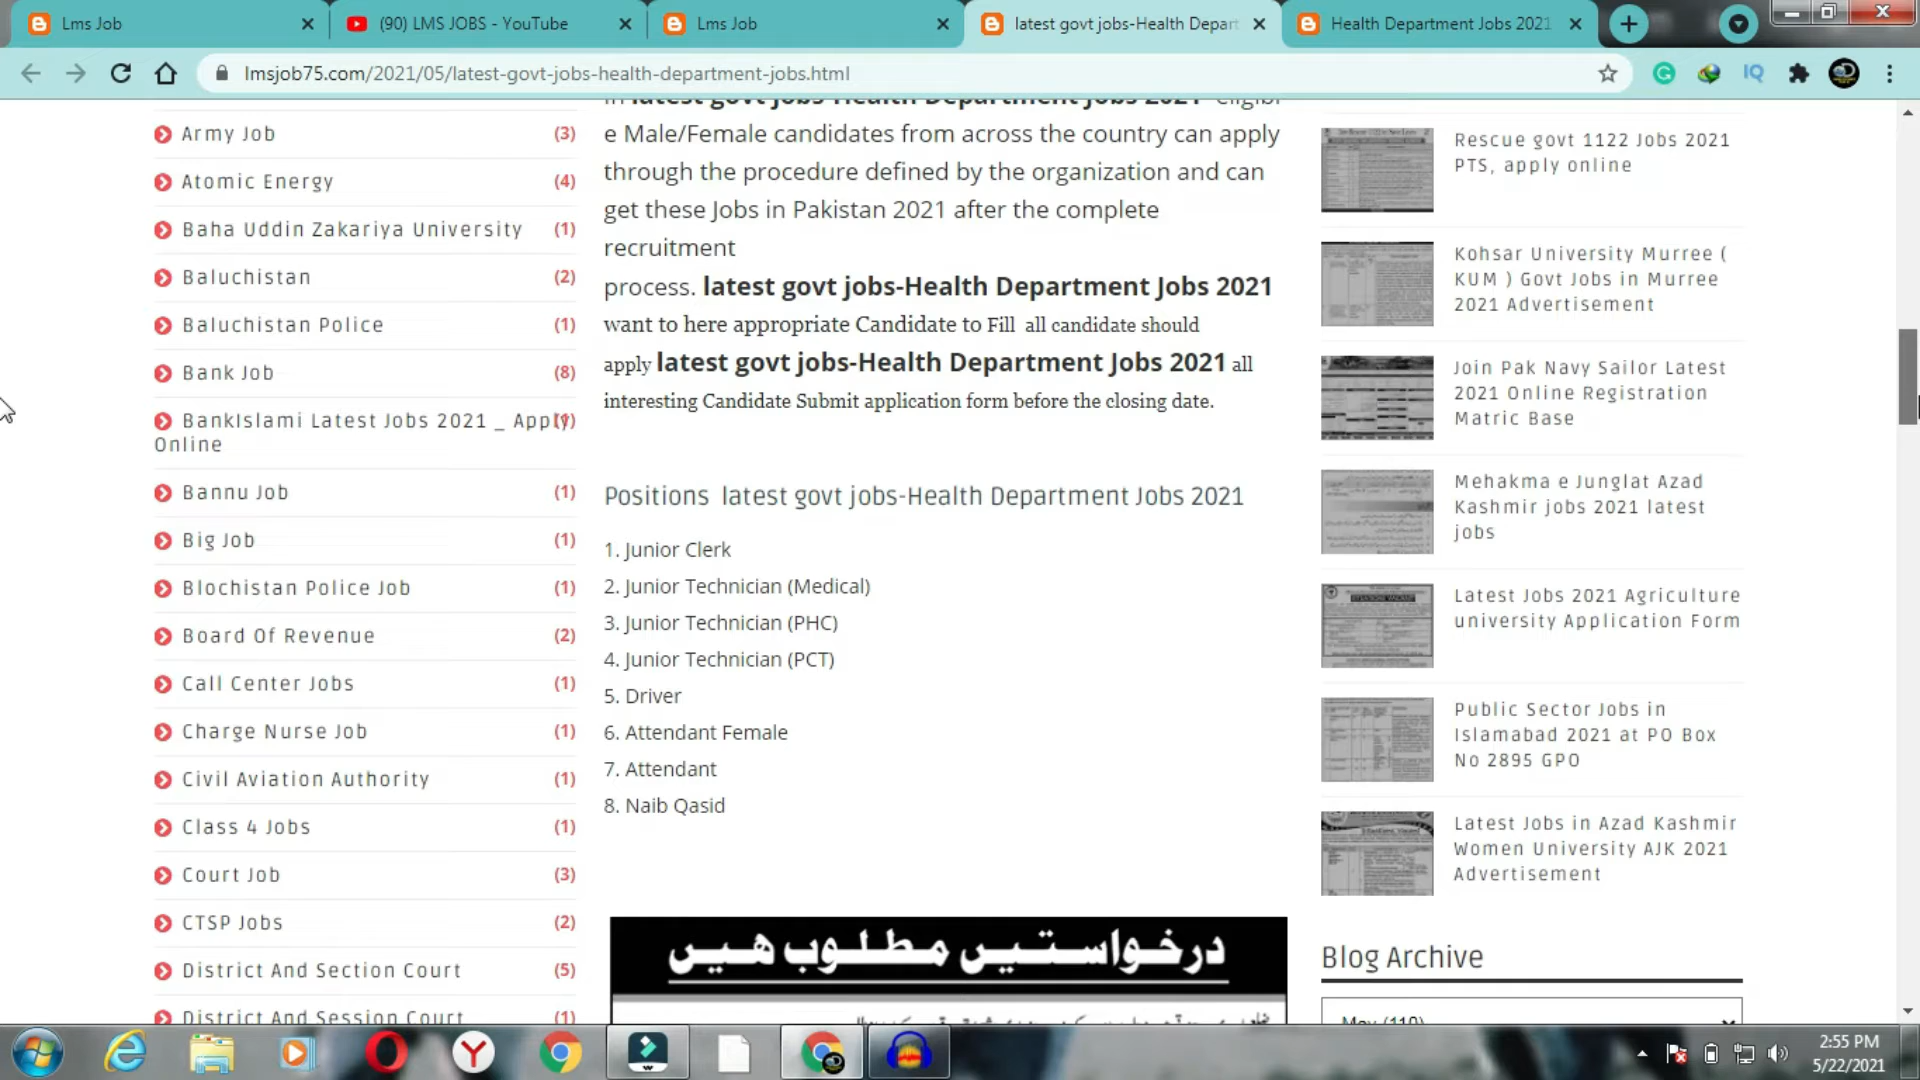 Lms Job
(90) LMS JOBS - YouTube
Lms Job
latest govt jobs-Health Depart
Health Department Jobs 2021
lmsjob75.com/2021/05/latest-govt-jobs-health-department-jobs.html
IQ
Army Job (3)
Atomic Energy (4)
Baha Uddin Zakariya University (1)
Baluchistan (2)
Baluchistan Police (1)
Bank Job (8)
BankIslami Latest Jobs 2021 _ Apply (1)
Online
Bannu Job (1)
Big Job (1)
Blochistan Police Job (1)
Board Of Revenue (2)
Call Center Jobs (1)
Charge Nurse Job (1)
Civil Aviation Authority (1)
Class 4 Jobs (1)
Court Job (3)
CTSP Jobs (2)
District And Section Court (5)
District And Session Court (1)
in latest govt jobs-Health Department Jobs 2021 eligibl
e Male/Female candidates from across the country can apply
through the procedure defined by the organization and can
get these Jobs in Pakistan 2021 after the complete
recruitment
process. latest govt jobs-Health Department Jobs 2021
want to here appropriate Candidate to Fill all candidate should
apply latest govt jobs-Health Department Jobs 2021 all
interesting Candidate Submit application form before the closing date.
Positions latest govt jobs-Health Department Jobs 2021
1. Junior Clerk
2. Junior Technician (Medical)
3. Junior Technician (PHC)
4. Junior Technician (PCT)
5. Driver
6. Attendant Female
7. Attendant
8. Naib Qasid
درخواستیں مطلوب ھیں
Rescue govt 1122 Jobs 2021
PTS, apply online
Kohsar University Murree (
KUM ) Govt Jobs in Murree
2021 Advertisement
Join Pak Navy Sailor Latest
2021 Online Registration
Matric Base
Mehakma e Junglat Azad
Kashmir jobs 2021 latest
jobs
Latest Jobs 2021 Agriculture
university Application Form
Public Sector Jobs in
Islamabad 2021 at PO Box
No 2895 GPO
Latest Jobs in Azad Kashmir
Women University AJK 2021
Advertisement
Blog Archive
May (119)
2:55 PM
5/22/2021